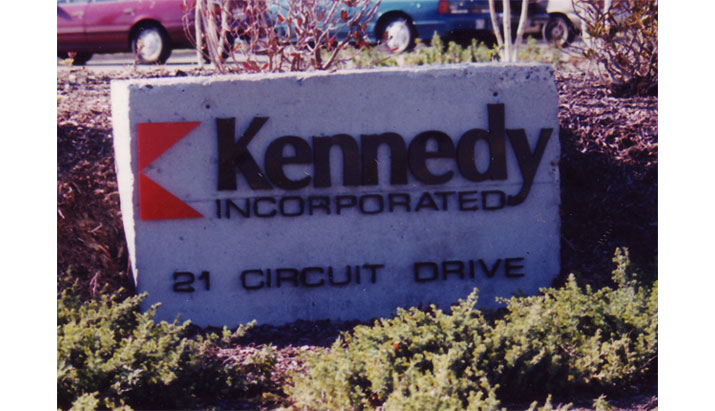 Kennedy
INCORPORATED
21 CIRCUIT DRIVE